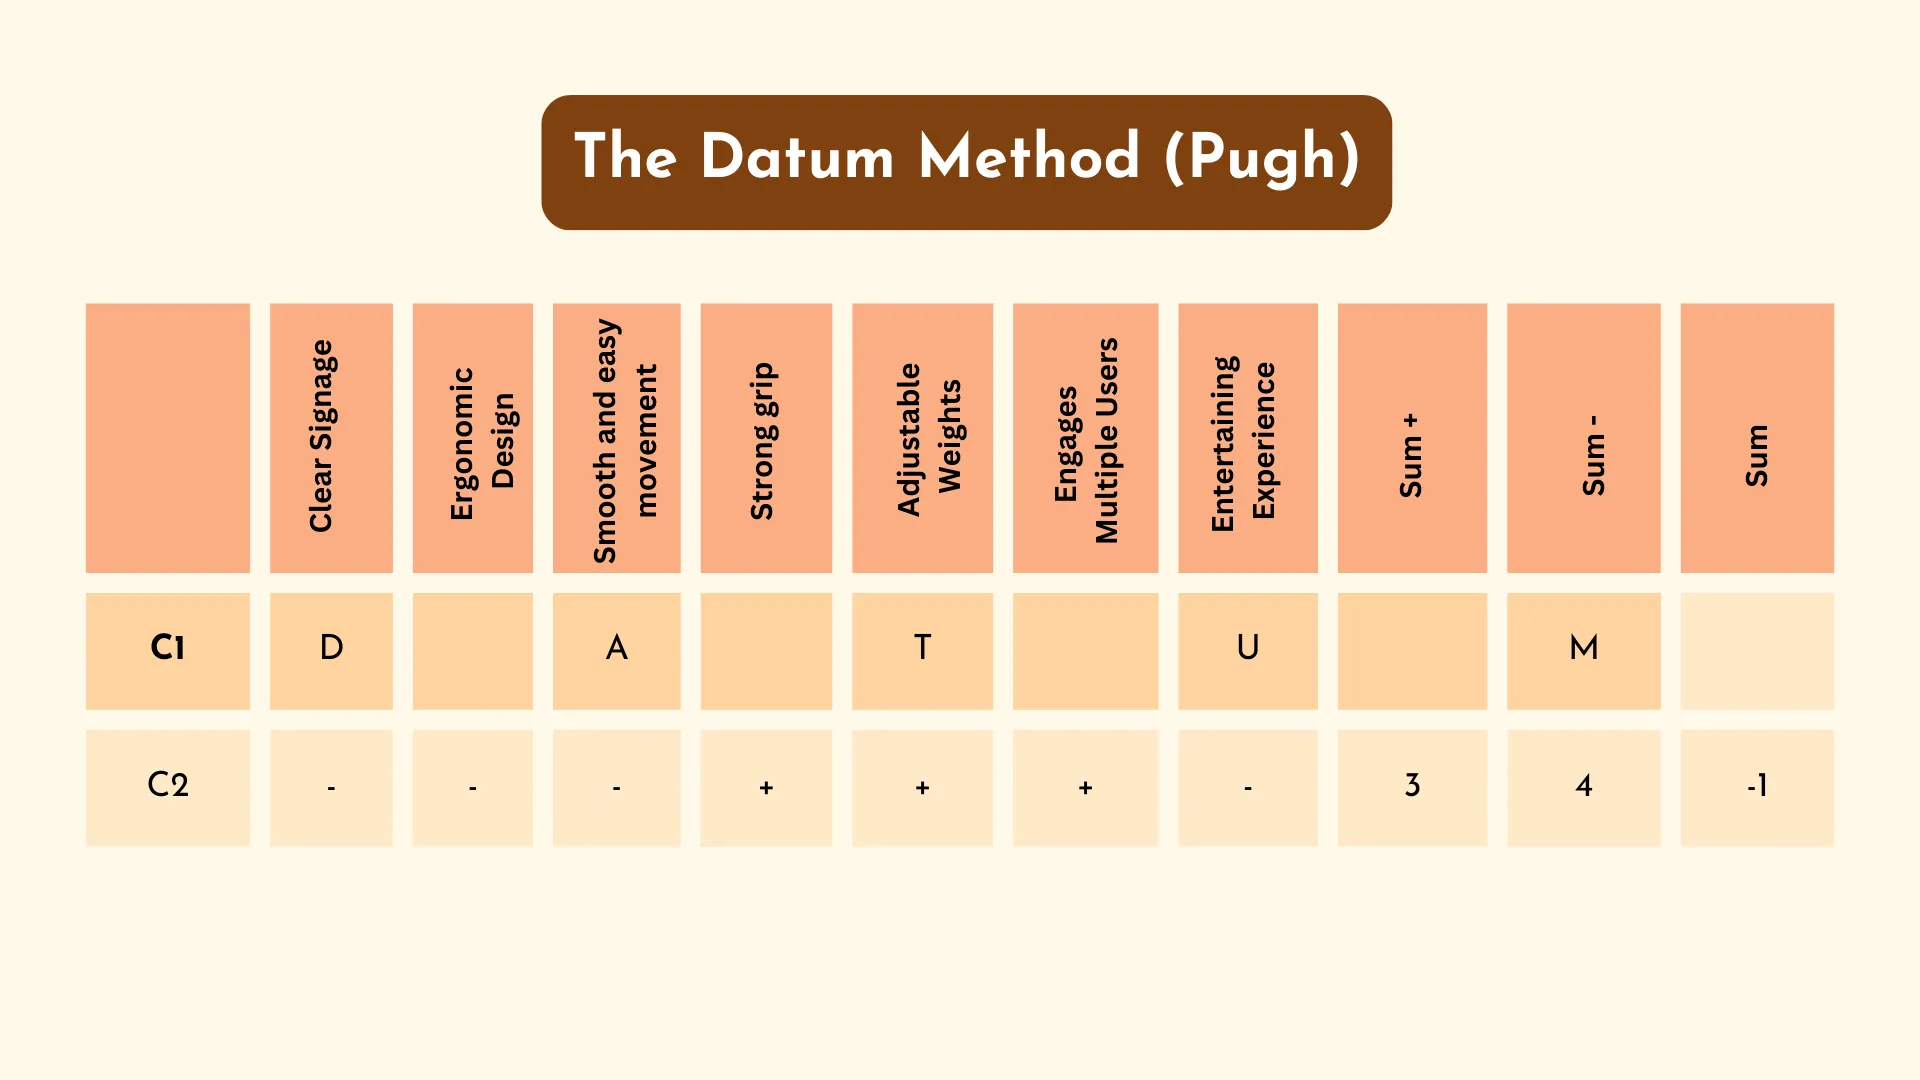 The Datum Method (Pugh)
Clear Signage
Ergonomic
Design
Smooth and easy
movement
Strong grip
Adjustable
Weights
Engages
Multiple Users
Entertaining
Experience
Sum +
Sum -
Sum
C1 D A T U M
C2 - - - + + + - 3 4 -1